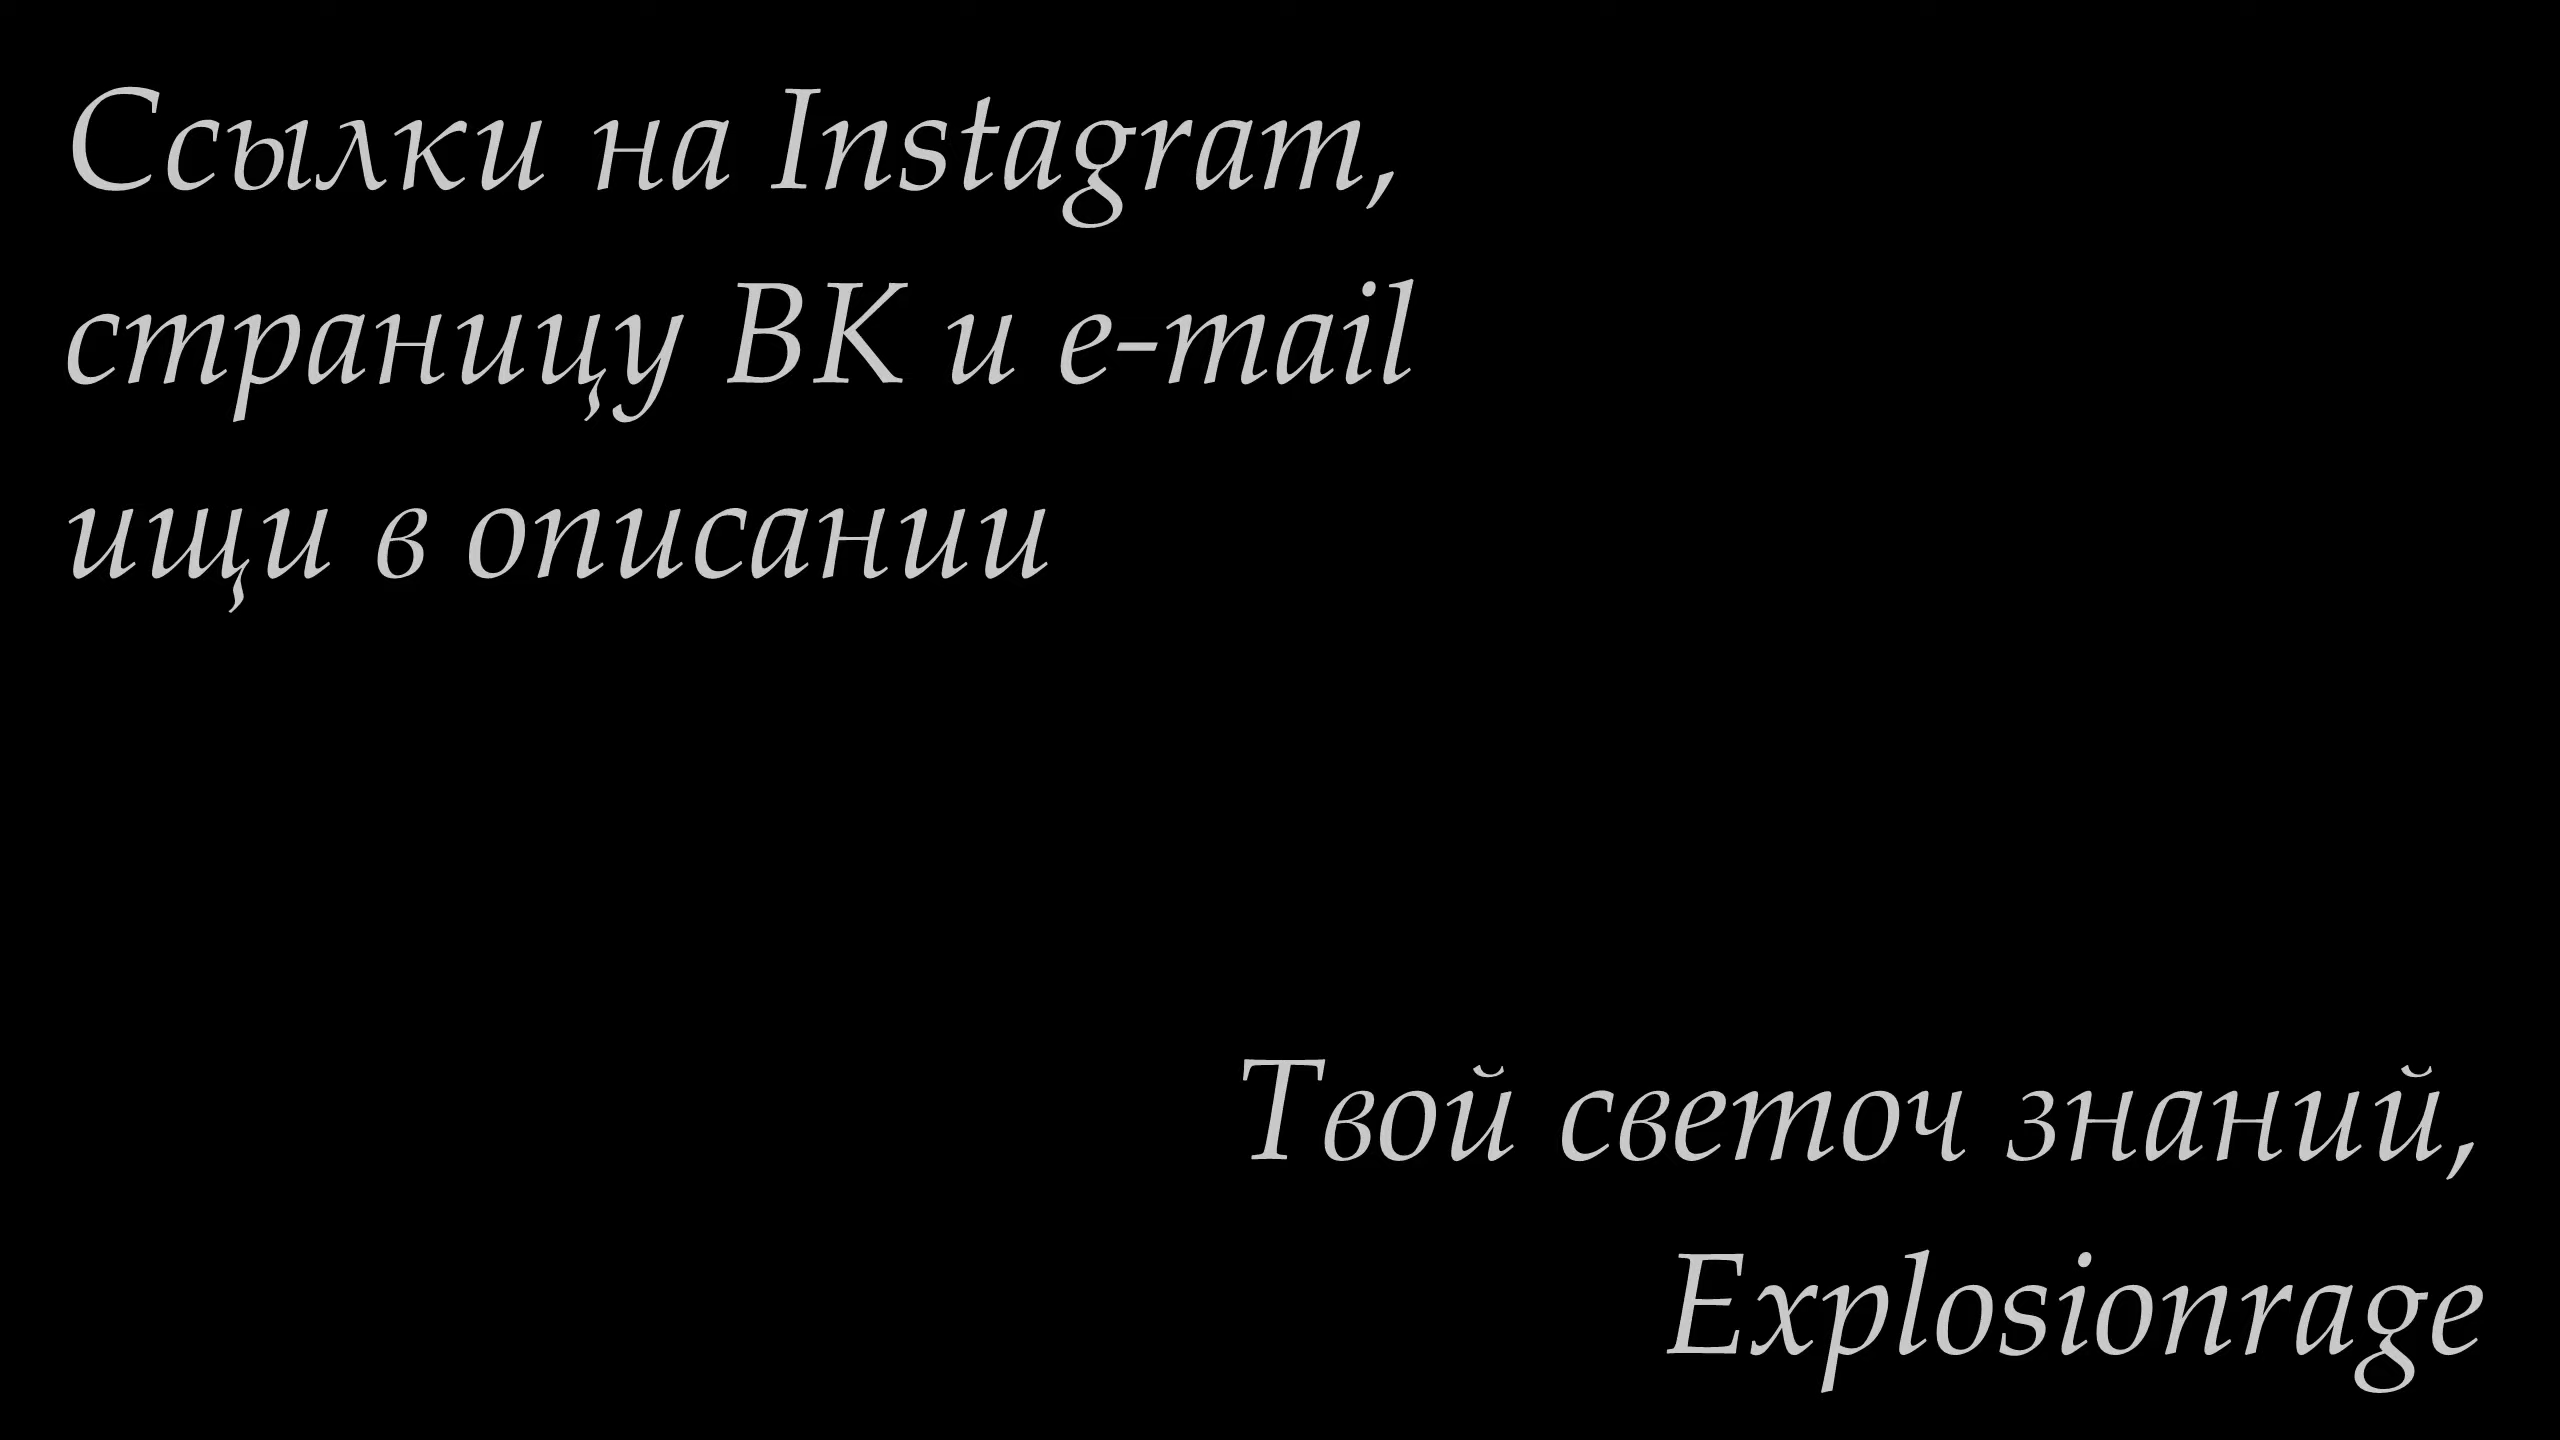 Ссылки на Instagram,
страницу ВК и e-mail
ищи в описании
Твой светоч знаний,
Explosionrage